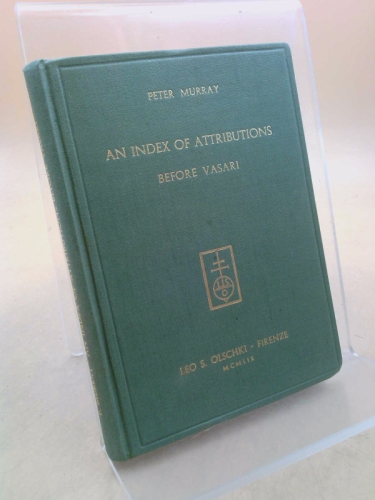 PETER MURRAY
AN INDEX OF ATTRIBUTIONS
BEFORE VASARI
LEO S. OLSCHKI - FIRENZE
MCMLIX